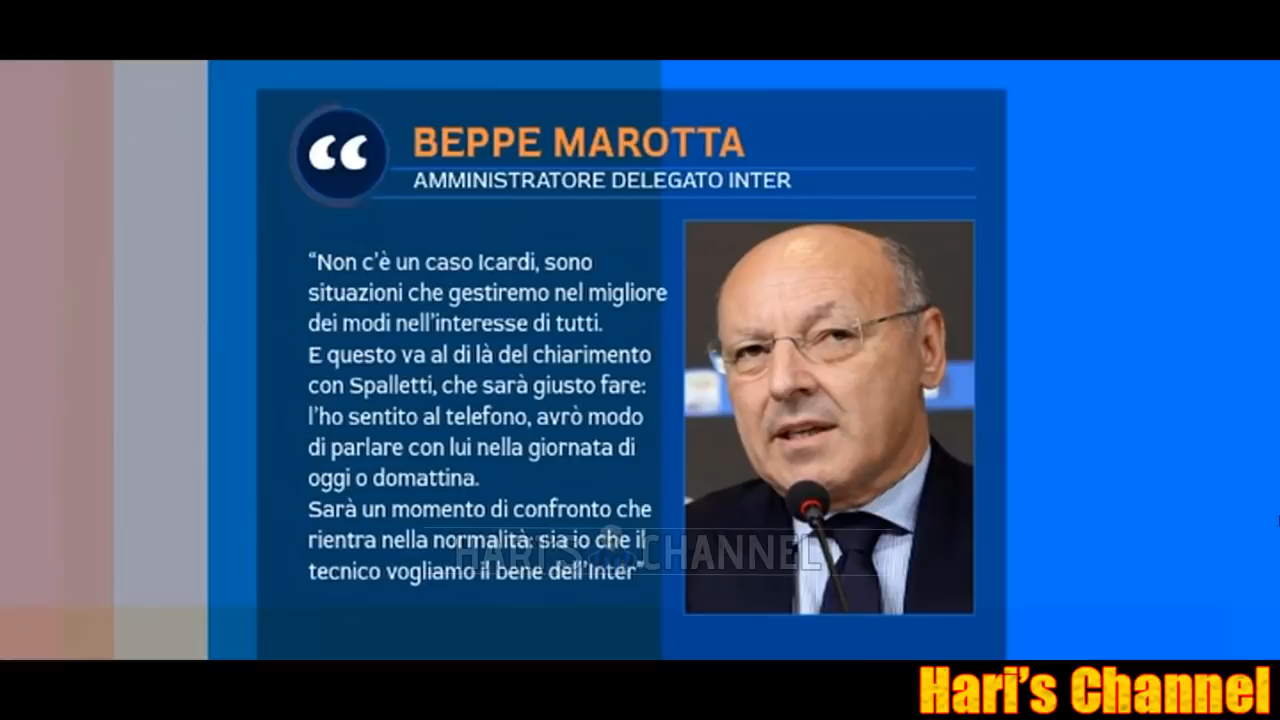 BEPPE MAROTTA
AMMINISTRATORE DELEGATO INTER
“Non c'è un caso Icardi, sono
situazioni che gestiremo nel migliore
dei modi nell'interesse di tutti.
E questo va al di là del chiarimento
con Spalletti, che sarà giusto fare:
l'ho sentito al telefono, avrò modo
di parlare con lui nella giornata di
oggi o domattina.
Sarà un momento di confronto che
rientra nella normalità: sia io che il
tecnico vogliamo il bene dell'Inter”
HARI'S CHANNEL
Hari's Channel